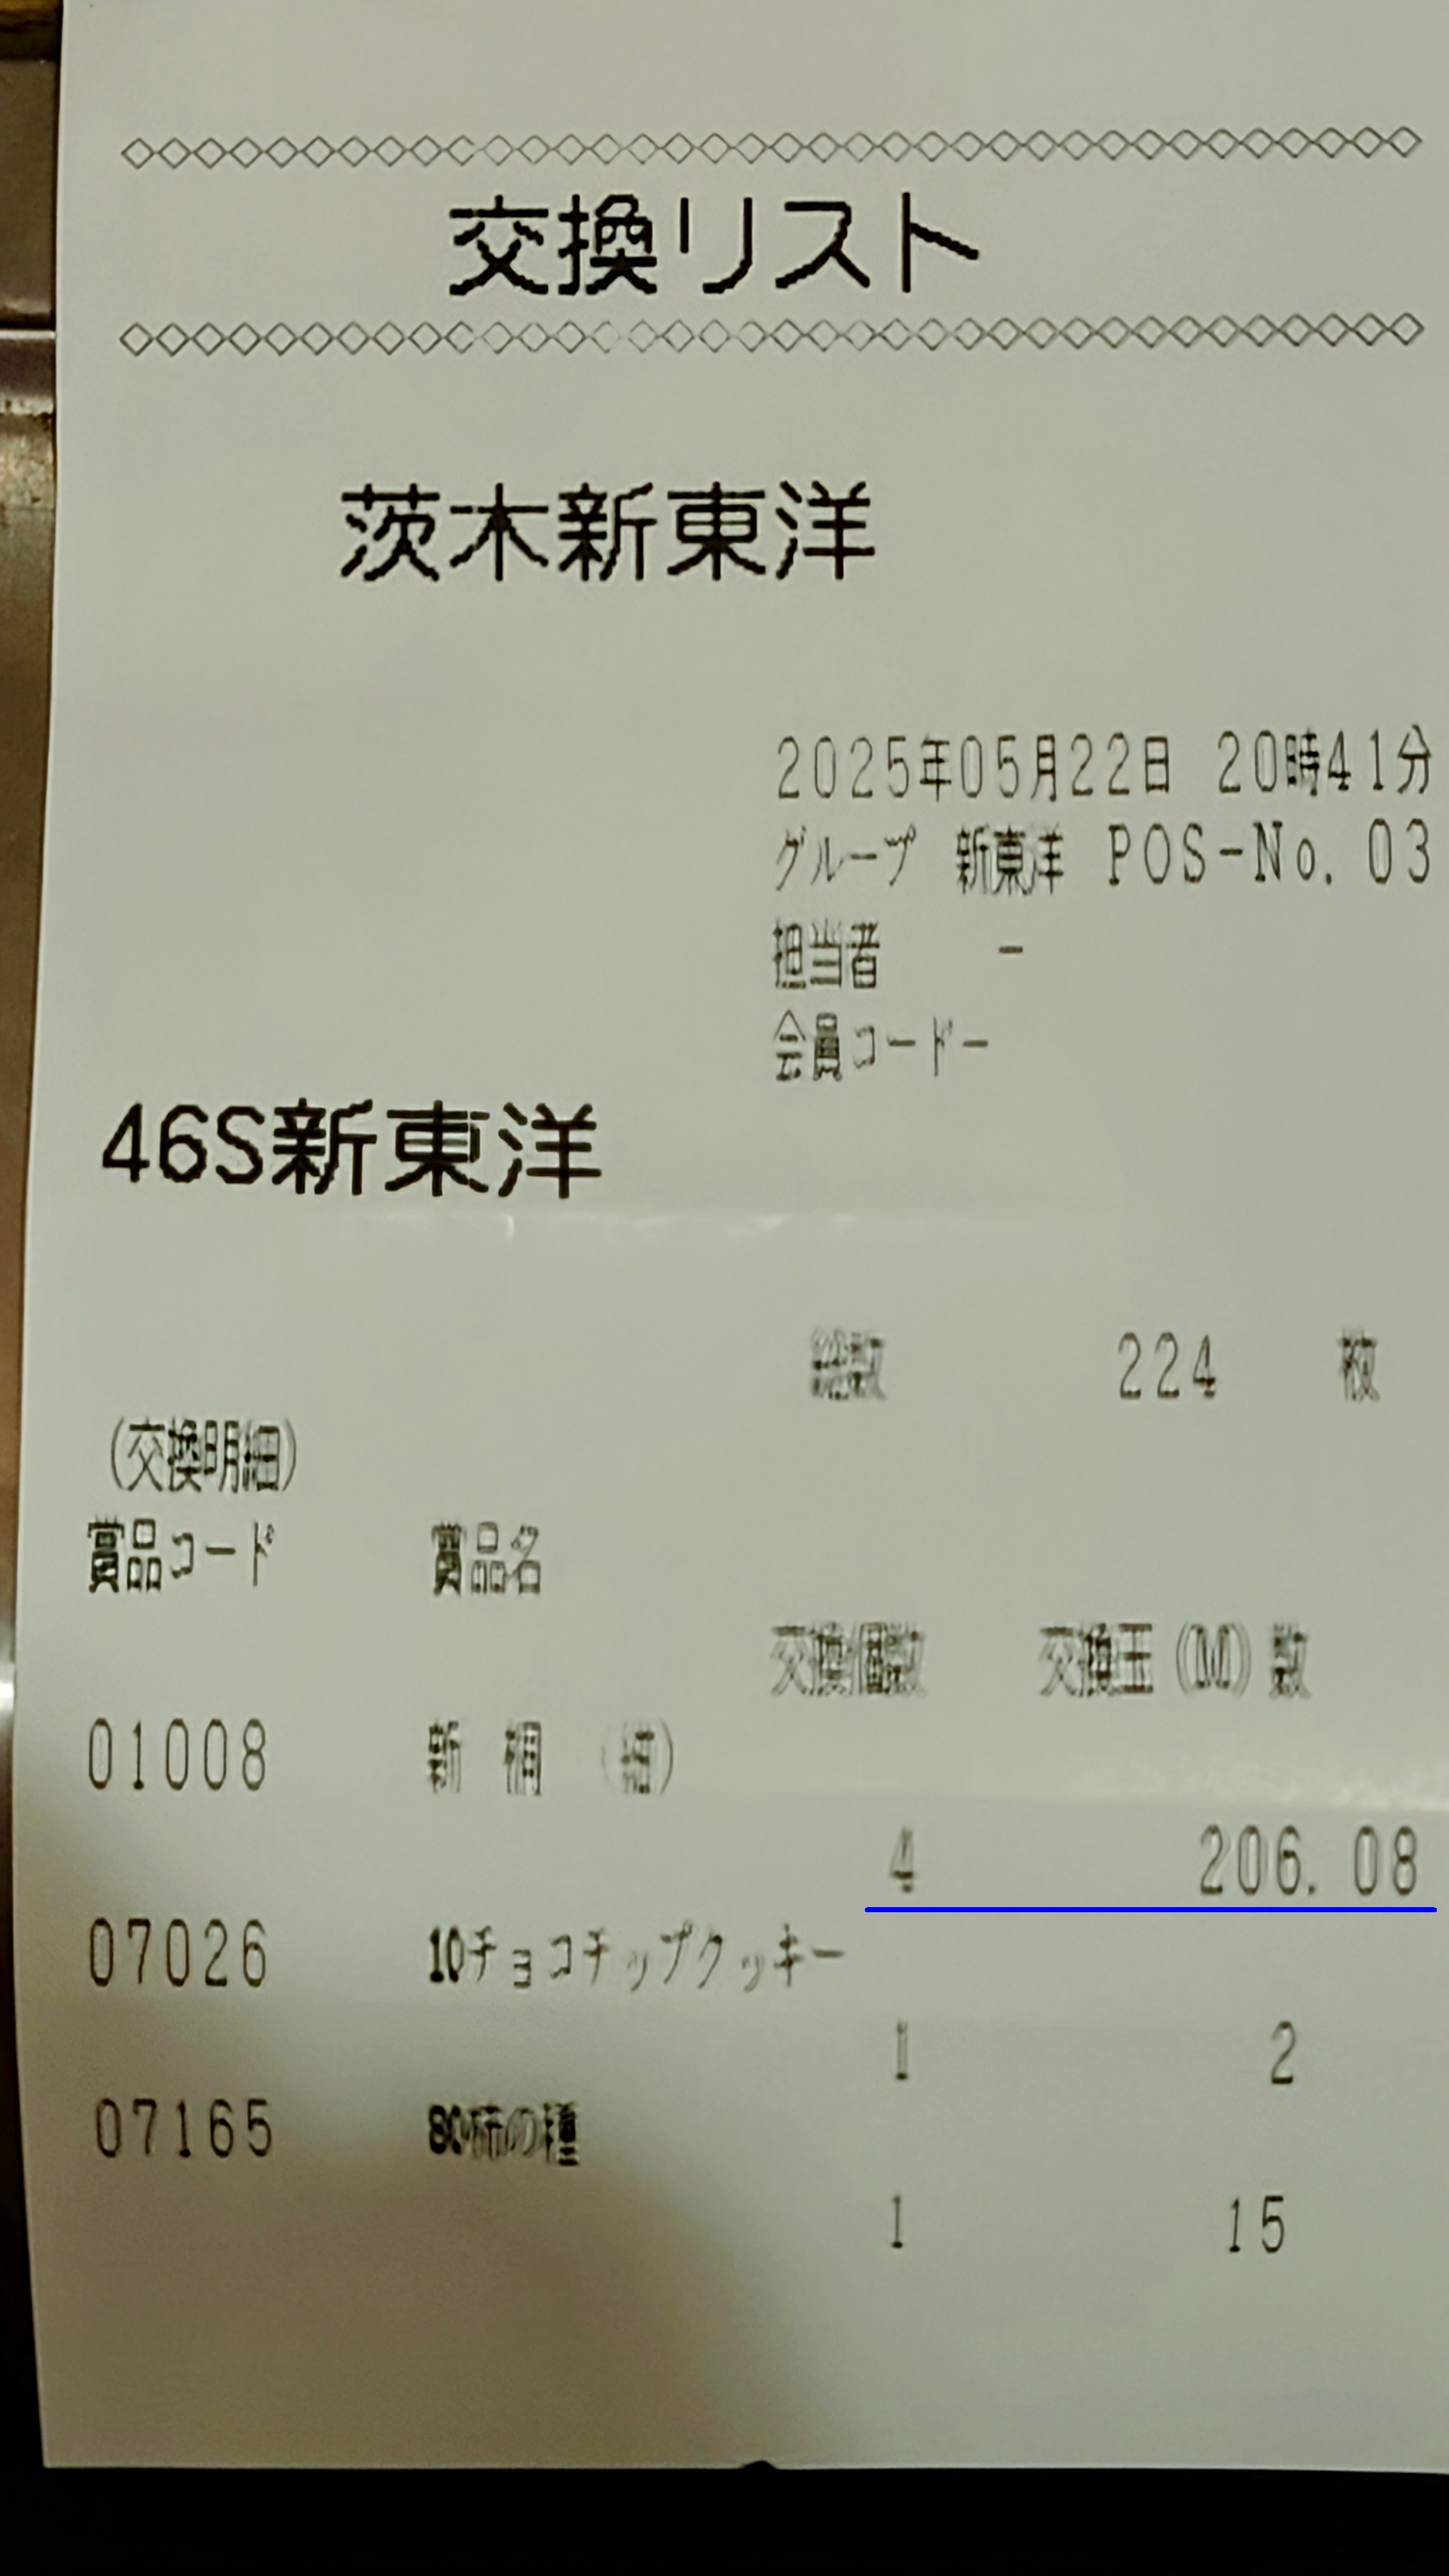 交換リスト
茨木新東洋
2025年05月22日 20時41分
グループ 新東洋 POS-No. 03
担当者 -
会員コード-
46S新東洋
総数 224 枚
(交換明細)
賞品コード 賞品名
交換個数 交換玉(M)数
01008 新 (細)
4 206.08
07026 10チョコチップクッキー
1 2
07165 80柿の種
1 15